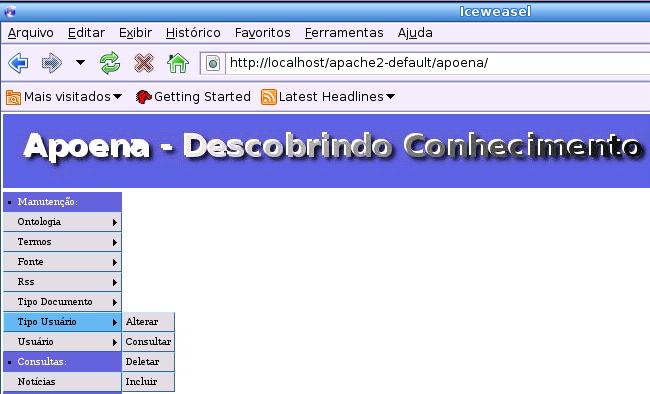 Iceweasel
Arquivo Editar Exibir Histórico Favoritos Ferramentas Ajuda
http://localhost/apache2-default/apoena/
Mais visitados Getting Started Latest Headlines
Apoena - Descobrindo Conhecimento
Manutenção:
Ontologia
Termos
Fonte
Rss
Tipo Documento
Tipo Usuário Alterar
Usuário Consultar
Consultas: Deletar
Notícias Incluir